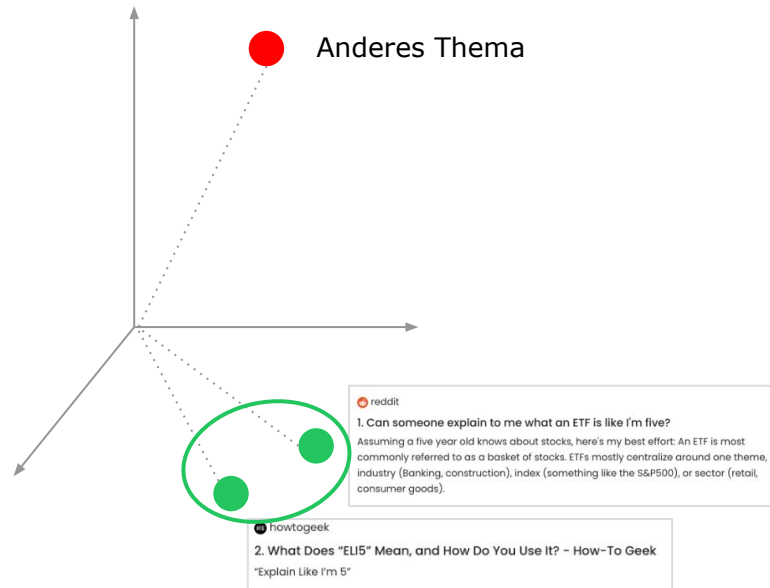 Anderes Thema
reddit
1. Can someone explain to me what an ETF is like I'm five?
Assuming a five year old knows about stocks, here's my best effort: An ETF is most
commonly referred to as a basket of stocks. ETFs mostly centralize around one theme,
industry (Banking, construction), index (something like the S&P500), or sector (retail,
consumer goods).
howtogeek
2. What Does “ELI5” Mean, and How Do You Use It? - How-To Geek
“Explain Like I’m 5”